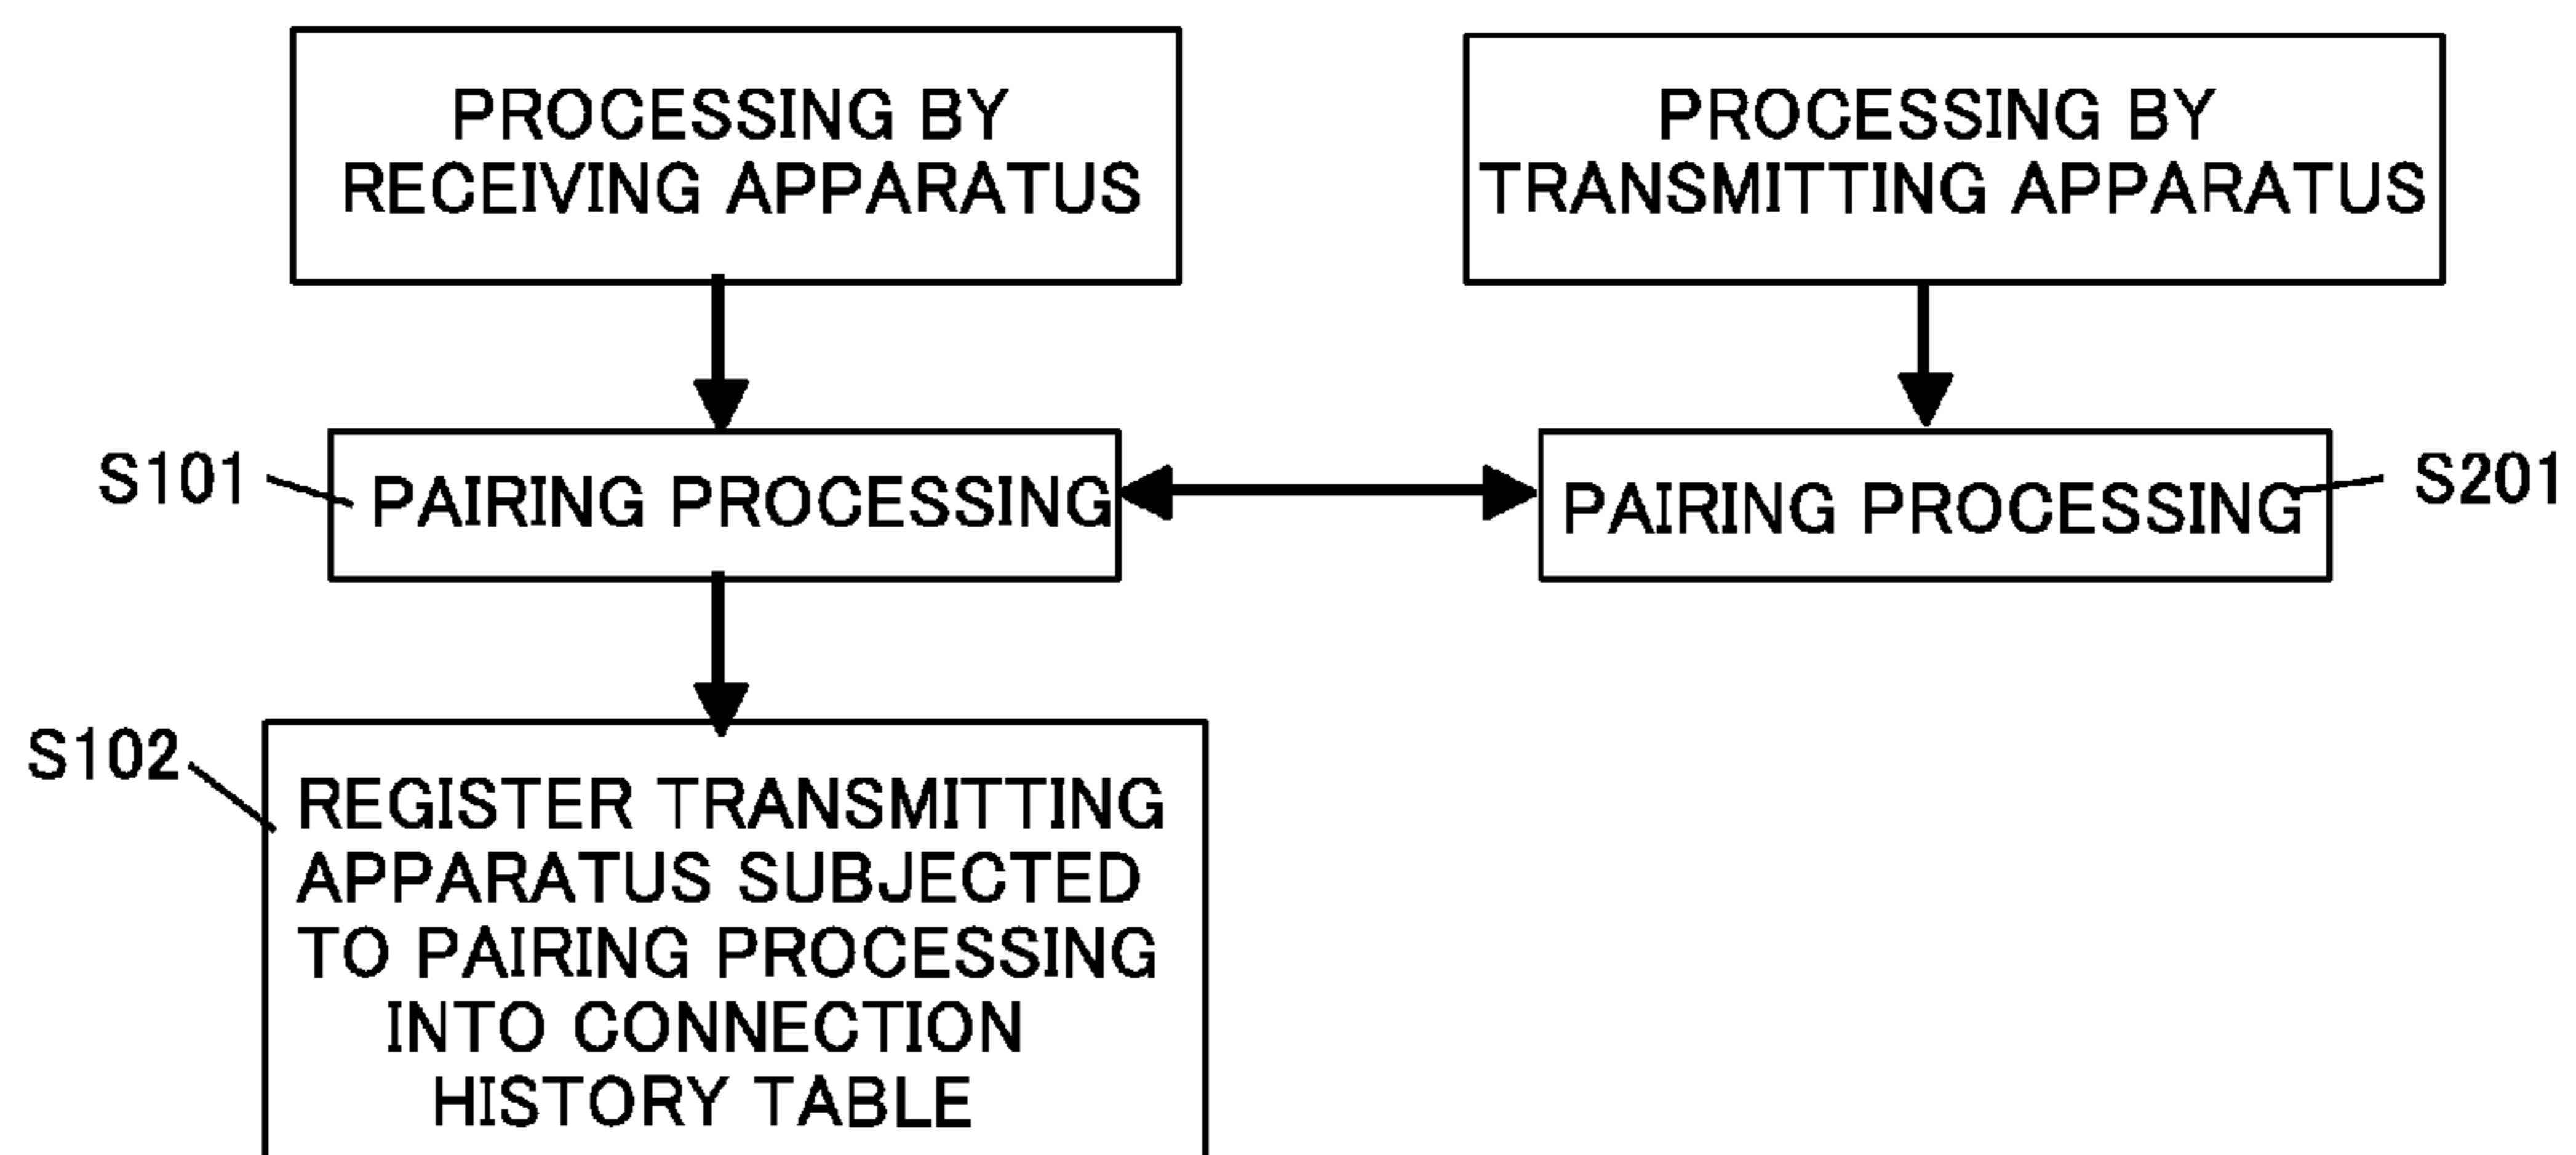 PROCESSING BY
RECEIVING APPARATUS
PROCESSING BY
TRANSMITTING APPARATUS
S101
PAIRING PROCESSING
PAIRING PROCESSING
S201
S102
REGISTER TRANSMITTING
APPARATUS SUBJECTED
TO PAIRING PROCESSING
INTO CONNECTION
HISTORY TABLE